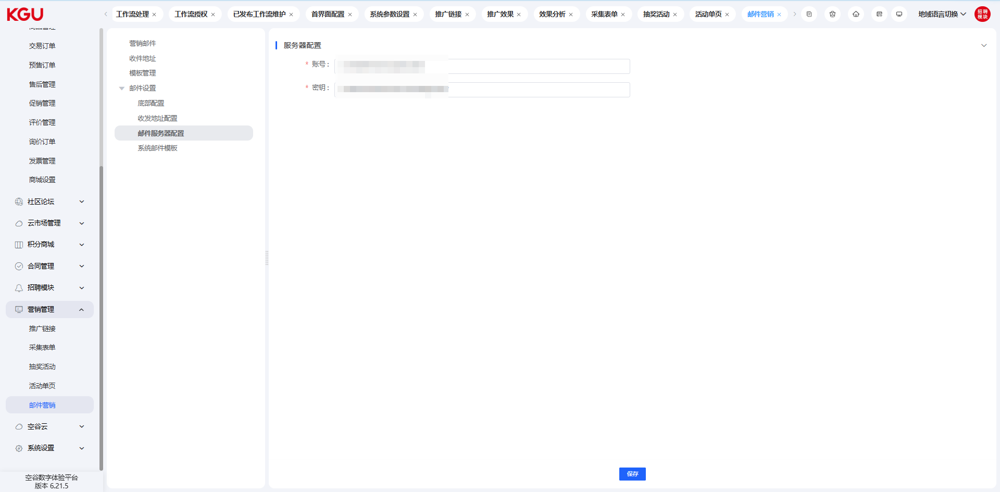 KGU
工作流处理
工作流授权
已发布工作流维护
首界面配置
系统参数设置
推广链接
推广效果
效果分析
采集表单
抽奖活动
活动单页
邮件营销
地域语言切换
招聘
模块
交易订单
预售订单
售后管理
促销管理
评价管理
询价订单
发票管理
商城设置
社区论坛
云市场管理
积分商城
合同管理
招聘模块
营销管理
推广链接
采集表单
抽奖活动
活动单页
邮件营销
空谷云
系统设置
空谷数字体验平台
版本 6.21.5
营销邮件
收件地址
模板管理
邮件设置
底部配置
收发地址配置
邮件服务器配置
系统邮件模板
服务器配置
* 账号：
* 密钥：
保存